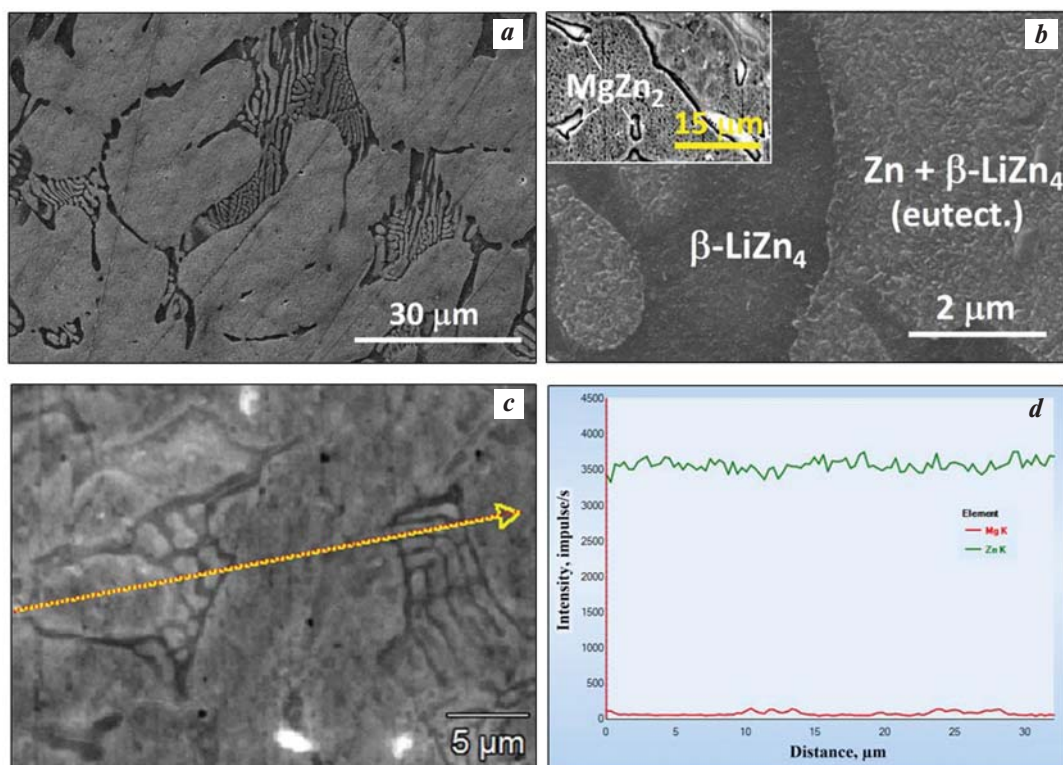 a
30 μm
b
MgZn2
15 μm
β-LiZn4
Zn + β-LiZn4
(eutect.)
2 μm
c
5 μm
d
Intensity, impulse/s
4500
4000
3500
3000
2500
2000
1500
1000
500
0
Element
Mg K
Zn K
0 5 10 15 20 25 30
Distance, μm